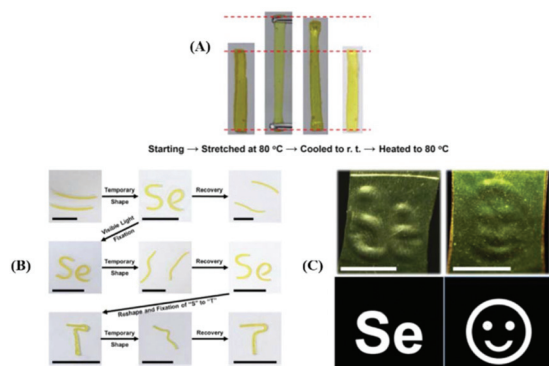 (A)
Starting → Stretched at 80 °C → Cooled to r. t. → Heated to 80 °C
(B)
Temporary Shape
Recovery
Se
Visible Light Fixation
Se
Temporary Shape
Recovery
Se
Reshape and Fixation of "S" to "T"
T
Temporary Shape
Recovery
T
(C)
Se